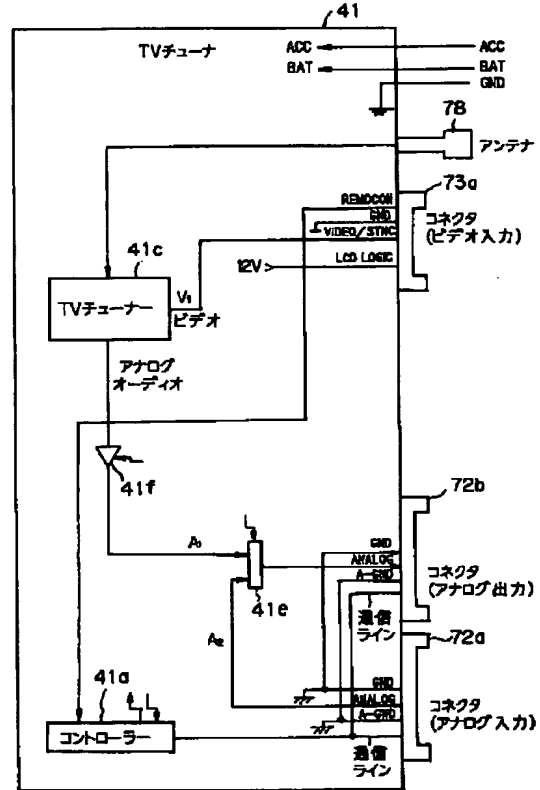 41
TVチューナ
ACC
ACC
BAT
BAT
GND
78
アンテナ
73a
REMOCON
GND
VIDEO/SYNC
コネクタ
(ビデオ入力)
41c
12V
LCD LOGIC
TVチューナー
V1
ビデオ
アナログ
オーディオ
41f
72b
A1
GND
ANALOG
A-GND
コネクタ
(アナログ出力)
41e
通信
ライン
72a
A2
41a
GND
ANALOG
A-GND
コネクタ
(アナログ入力)
コントローラー
通信
ライン